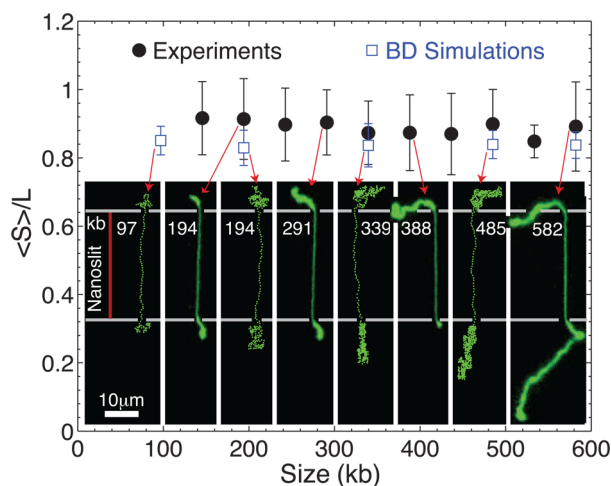 1.2
1
0.8
0.6
0.4
0.2
0
<S>/L
Experiments
BD Simulations
kb
Nanoslit
97
194
194
291
339
388
485
582
10μm
0 100 200 300 400 500 600
Size (kb)